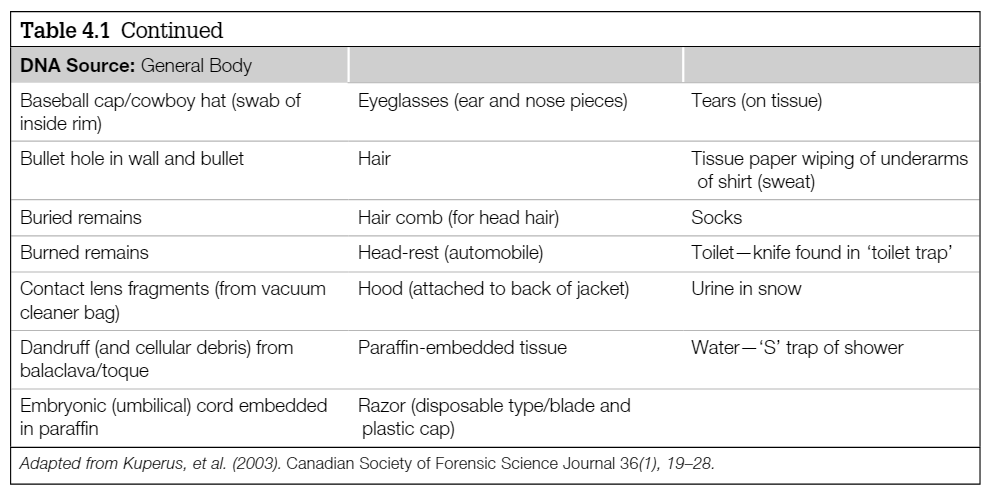 Table 4.1 Continued
DNA Source: General Body
Baseball cap/cowboy hat (swab of
inside rim)
Eyeglasses (ear and nose pieces)
Tears (on tissue)
Bullet hole in wall and bullet
Hair
Tissue paper wiping of underarms
of shirt (sweat)
Buried remains
Hair comb (for head hair)
Socks
Burned remains
Head-rest (automobile)
Toilet—knife found in ‘toilet trap’
Contact lens fragments (from vacuum
cleaner bag)
Hood (attached to back of jacket)
Urine in snow
Dandruff (and cellular debris) from
balaclava/toque
Paraffin-embedded tissue
Water—‘S’ trap of shower
Embryonic (umbilical) cord embedded
in paraffin
Razor (disposable type/blade and
plastic cap)
Adapted from Kuperus, et al. (2003). Canadian Society of Forensic Science Journal 36(1), 19–28.